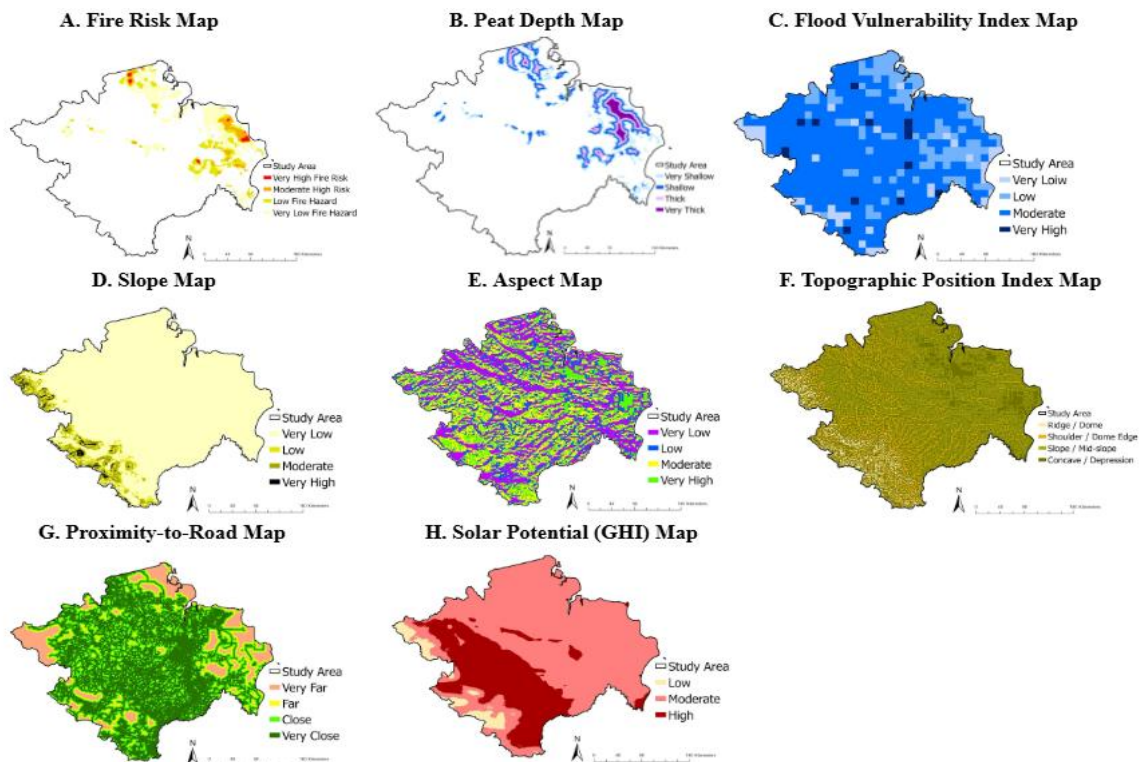 A. Fire Risk Map
B. Peat Depth Map
C. Flood Vulnerability Index Map
Study Area
Very High Fire Risk
Moderate High Risk
Low Fire Hazard
Very Low Fire Hazard
N
Study Area
Very Shallow
Shallow
Thick
Very Thick
N
Study Area
Very Loiw
Low
Moderate
Very High
N
D. Slope Map
E. Aspect Map
F. Topographic Position Index Map
Study Area
Very Low
Low
Moderate
Very High
N
Study Area
Very Low
Low
Moderate
Very High
N
Study Area
Ridge / Dome
Shoulder / Dome Edge
Slope / Mid-slope
Concave / Depression
N
G. Proximity-to-Road Map
H. Solar Potential (GHI) Map
Study Area
Very Far
Far
Close
Very Close
N
Study Area
Low
Moderate
High
N